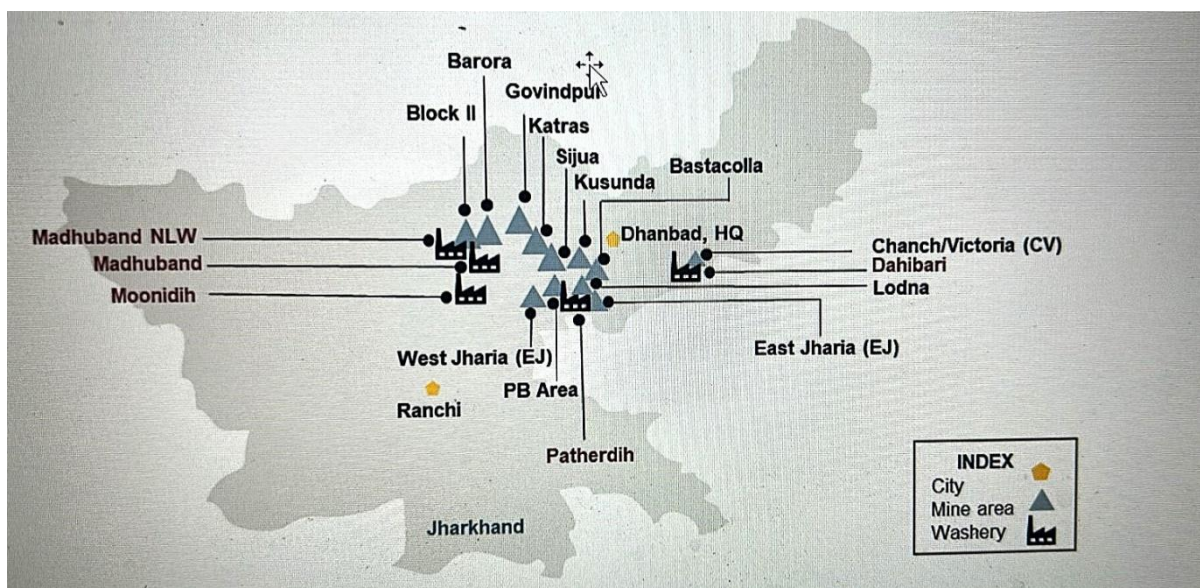 Barora
Govindpur
Block II
Katras
Sijua
Bastacolla
Kusunda
Madhuband NLW
Dhanbad, HQ
Chanch/Victoria (CV)
Madhuband
Dahibari
Moonidih
Lodna
West Jharia (EJ)
East Jharia (EJ)
PB Area
Ranchi
Patherdih
Jharkhand
INDEX
City
Mine area
Washery